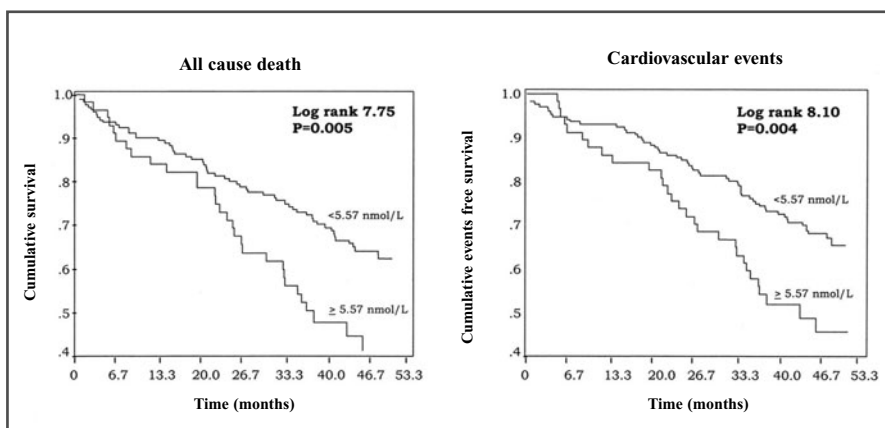 All cause death
Cumulative survival
1.0
.9
.8
.7
.6
.5
.4
Log rank 7.75
P=0.005
<5.57 nmol/L
≥ 5.57 nmol/L
0 6.7 13.3 20.0 26.7 33.3 40.0 46.7 53.3
Time (months)
Cardiovascular events
Cumulative events free survival
1.0
.9
.8
.7
.6
.5
.4
Log rank 8.10
P=0.004
<5.57 nmol/L
≥ 5.57 nmol/L
0 6.7 13.3 20.0 26.7 33.3 40.0 46.7 53.3
Time (months)